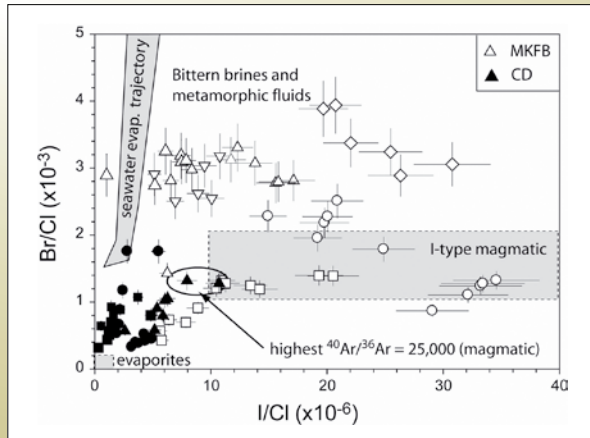 5
4
3
2
1
0
Br/Cl (x10-3)
seawater evap. trajectory
Bittern brines and
metamorphic fluids
MKFB
CD
I-type magmatic
highest 40Ar/36Ar = 25,000 (magmatic)
evaporites
0
10
20
30
40
I/Cl (x10-6)